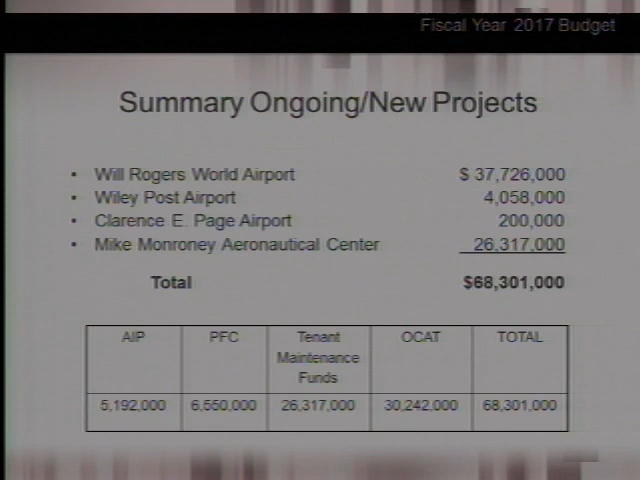 Fiscal Year 2017 Budget
Summary Ongoing/New Projects
• Will Rogers World Airport $ 37,726,000
• Wiley Post Airport 4,058,000
• Clarence E. Page Airport 200,000
• Mike Monroney Aeronautical Center 26,317,000
Total $68,301,000
AIP PFC Tenant Maintenance Funds OCAT TOTAL
5,192,000 6,550,000 26,317,000 30,242,000 68,301,000